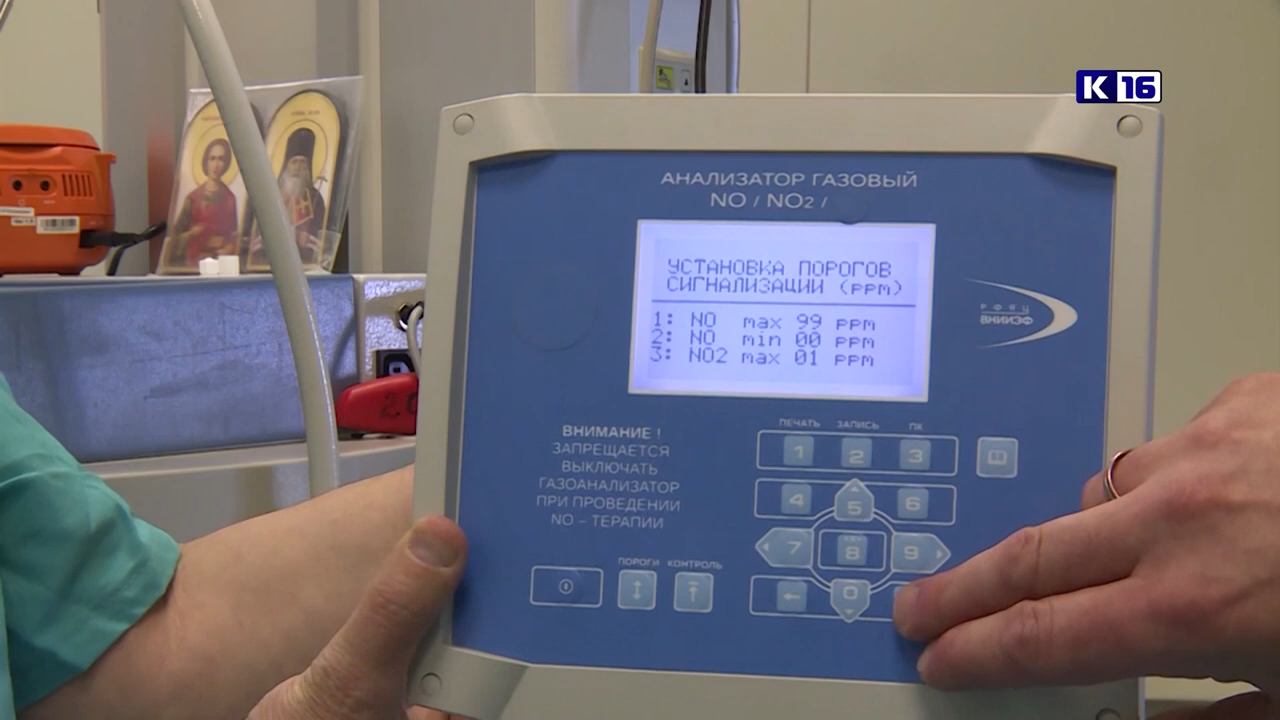 К 16
АНАЛИЗАТОР ГАЗОВЫЙ
NO / NO2 /
УСТАНОВКА ПОРОГОВ
СИГНАЛИЗАЦИИ (ppm)
1: NO max 99 ppm
2: NO min 00 ppm
3: NO2 max 01 ppm
РФЯЦ
ВНИИЭФ
ВНИМАНИЕ !
ЗАПРЕЩАЕТСЯ
ВЫКЛЮЧАТЬ
ГАЗОАНАЛИЗАТОР
ПРИ ПРОВЕДЕНИИ
NO – ТЕРАПИИ
ПЕЧАТЬ ЗАПИСЬ ПК
1 2 3
4 5 6
7 8 9
0
ПОРОГИ КОНТРОЛЬ